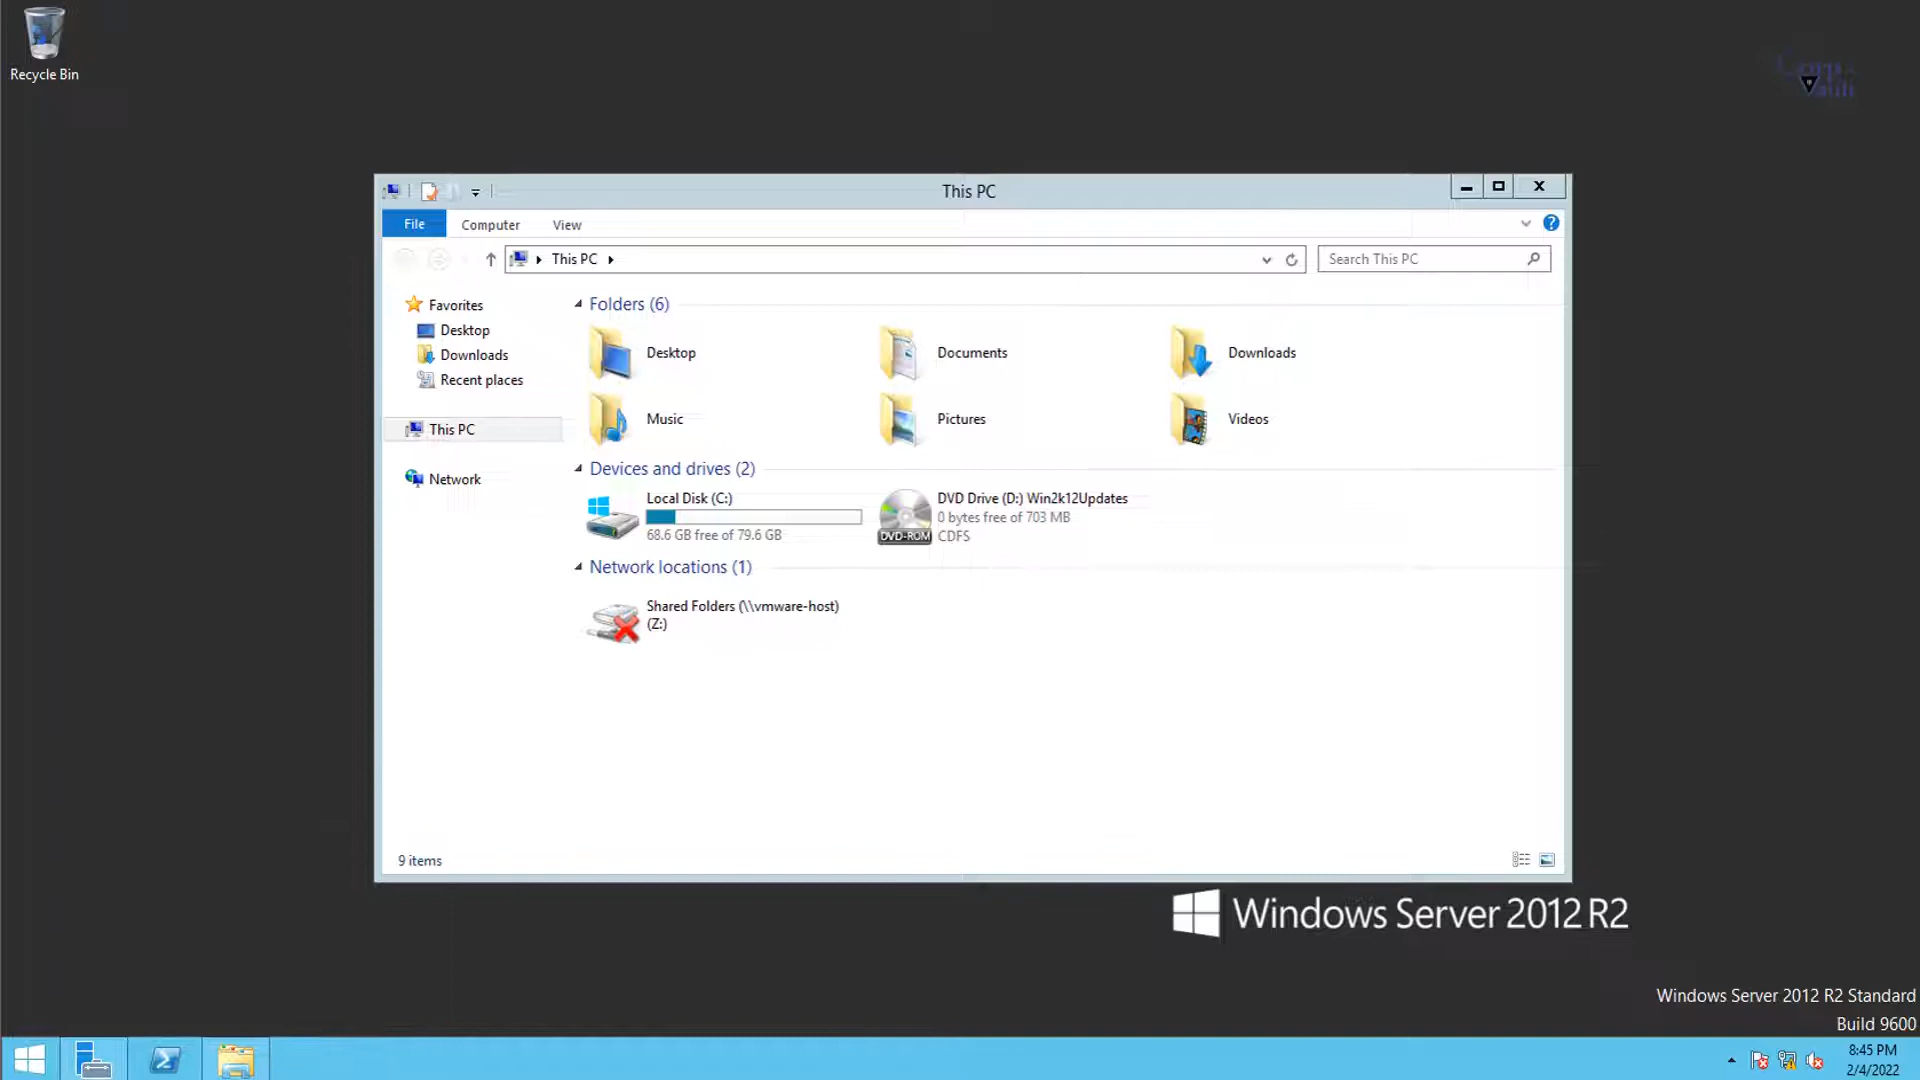 Recycle Bin
Corp
Vault
This PC
File
Computer
View
This PC
Search This PC
Favorites
Desktop
Downloads
Recent places
This PC
Network
Folders (6)
Desktop
Documents
Downloads
Music
Pictures
Videos
Devices and drives (2)
Local Disk (C:)
68.6 GB free of 79.6 GB
DVD-ROM
DVD Drive (D:) Win2k12Updates
0 bytes free of 703 MB
CDFS
Network locations (1)
Shared Folders (\\vmware-host)
(Z:)
9 items
Windows Server 2012 R2
Windows Server 2012 R2 Standard
Build 9600
8:45 PM
2/4/2022